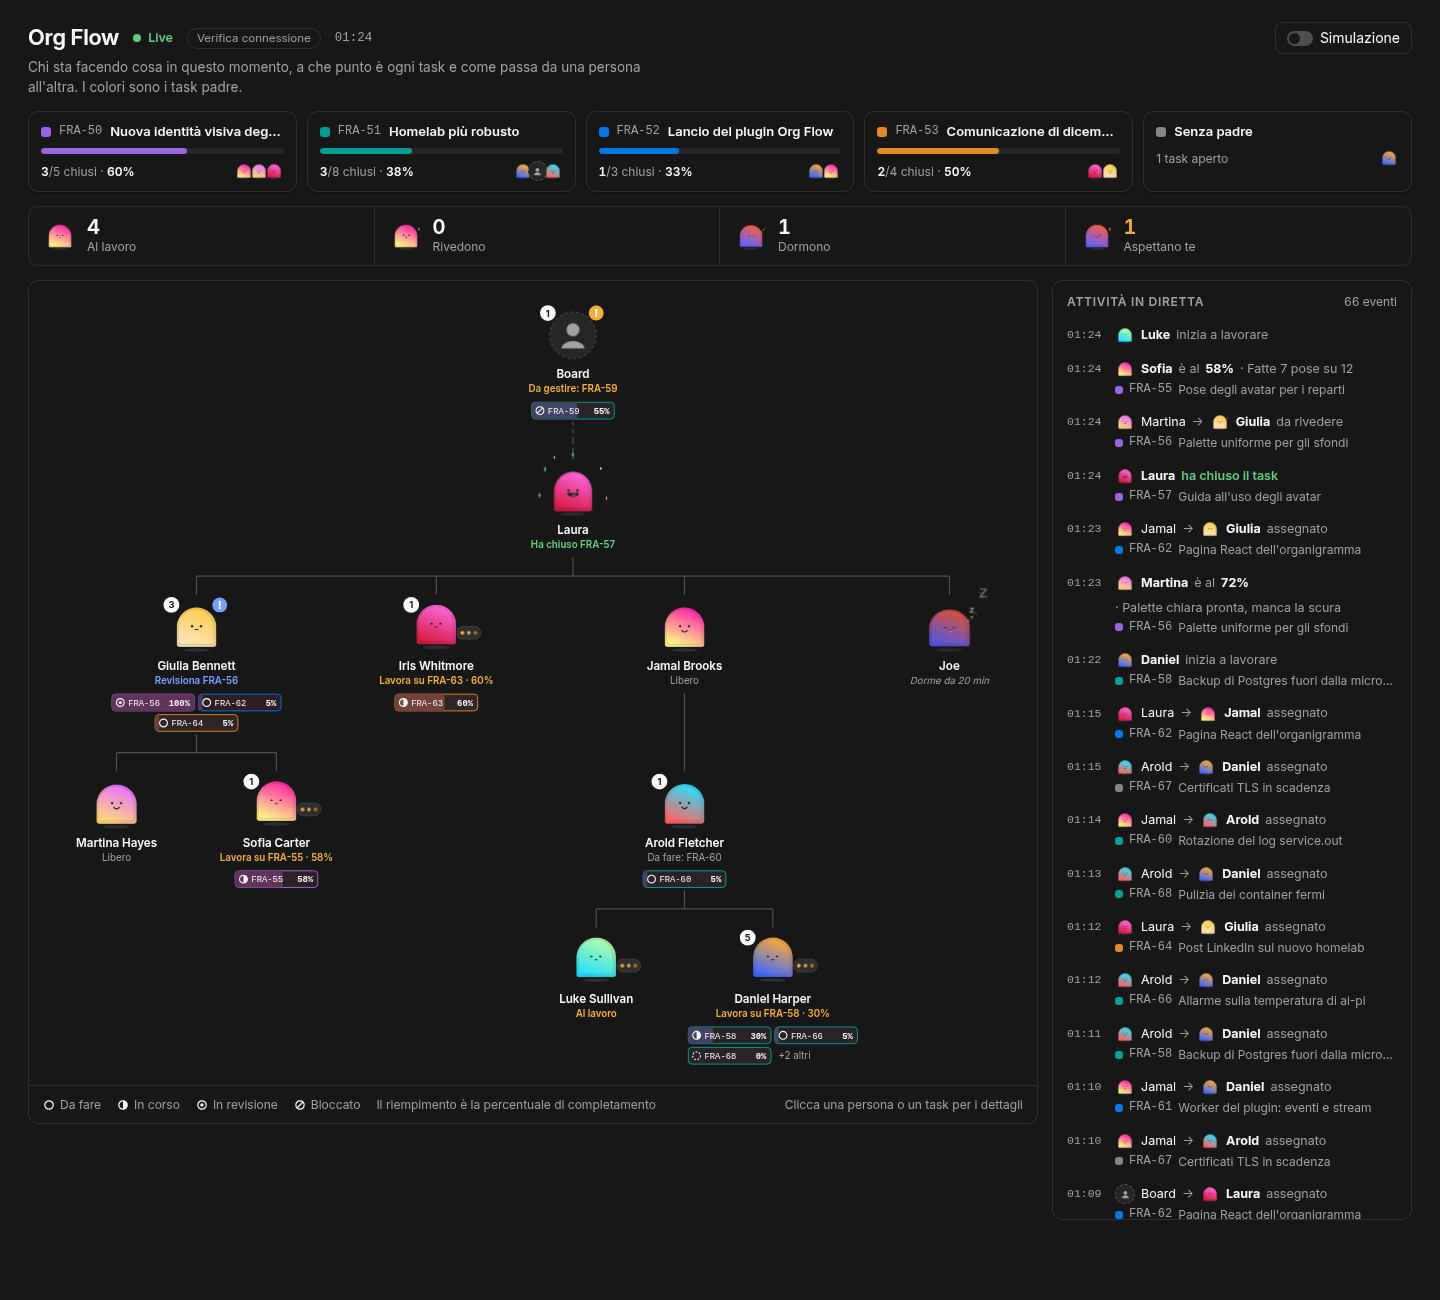 Org Flow
Live
Verifica connessione
01:24
Simulazione
Chi sta facendo cosa in questo momento, a che punto è ogni task e come passa da una persona
all'altra. I colori sono i task padre.
FRA-50 Nuova identità visiva deg...
3/5 chiusi · 60%
FRA-51 Homelab più robusto
3/8 chiusi · 38%
FRA-52 Lancio del plugin Org Flow
1/3 chiusi · 33%
FRA-53 Comunicazione di dicem...
2/4 chiusi · 50%
Senza padre
1 task aperto
4
Al lavoro
0
Rivedono
1
Dormono
1
Aspettano te
1
!
Board
Da gestire: FRA-59
FRA-59 55%
Laura
Ha chiuso FRA-57
3
!
Giulia Bennett
Revisiona FRA-56
FRA-56 100%
FRA-62 5%
FRA-64 5%
1
Iris Whitmore
Lavora su FRA-63 · 60%
FRA-63 60%
Jamal Brooks
Libero
z
z
Joe
Dorme da 20 min
Martina Hayes
Libero
1
Sofia Carter
Lavora su FRA-55 · 58%
FRA-55 58%
1
Arold Fletcher
Da fare: FRA-60
FRA-60 5%
Luke Sullivan
Al lavoro
5
Daniel Harper
Lavora su FRA-58 · 30%
FRA-58 30%
FRA-66 5%
FRA-68 0%
+2 altri
Da fare
In corso
In revisione
Bloccato
Il riempimento è la percentuale di completamento
Clicca una persona o un task per i dettagli
ATTIVITÀ IN DIRETTA
66 eventi
01:24 Luke inizia a lavorare
01:24 Sofia è al 58% · Fatte 7 pose su 12
FRA-55 Pose degli avatar per i reparti
01:24 Martina → Giulia da rivedere
FRA-56 Palette uniforme per gli sfondi
01:24 Laura ha chiuso il task
FRA-57 Guida all'uso degli avatar
01:23 Jamal → Giulia assegnato
FRA-62 Pagina React dell'organigramma
01:23 Martina è al 72%
· Palette chiara pronta, manca la scura
FRA-56 Palette uniforme per gli sfondi
01:22 Daniel inizia a lavorare
FRA-58 Backup di Postgres fuori dalla micro...
01:15 Laura → Jamal assegnato
FRA-62 Pagina React dell'organigramma
01:15 Arold → Daniel assegnato
FRA-67 Certificati TLS in scadenza
01:14 Jamal → Arold assegnato
FRA-60 Rotazione del log service.out
01:13 Arold → Daniel assegnato
FRA-68 Pulizia dei container fermi
01:12 Laura → Giulia assegnato
FRA-64 Post LinkedIn sul nuovo homelab
01:12 Arold → Daniel assegnato
FRA-66 Allarme sulla temperatura di ai-pi
01:11 Arold → Daniel assegnato
FRA-58 Backup di Postgres fuori dalla micro...
01:10 Jamal → Daniel assegnato
FRA-61 Worker del plugin: eventi e stream
01:10 Jamal → Arold assegnato
FRA-67 Certificati TLS in scadenza
01:09 Board → Laura assegnato
FRA-62 Pagina React dell'organigramma